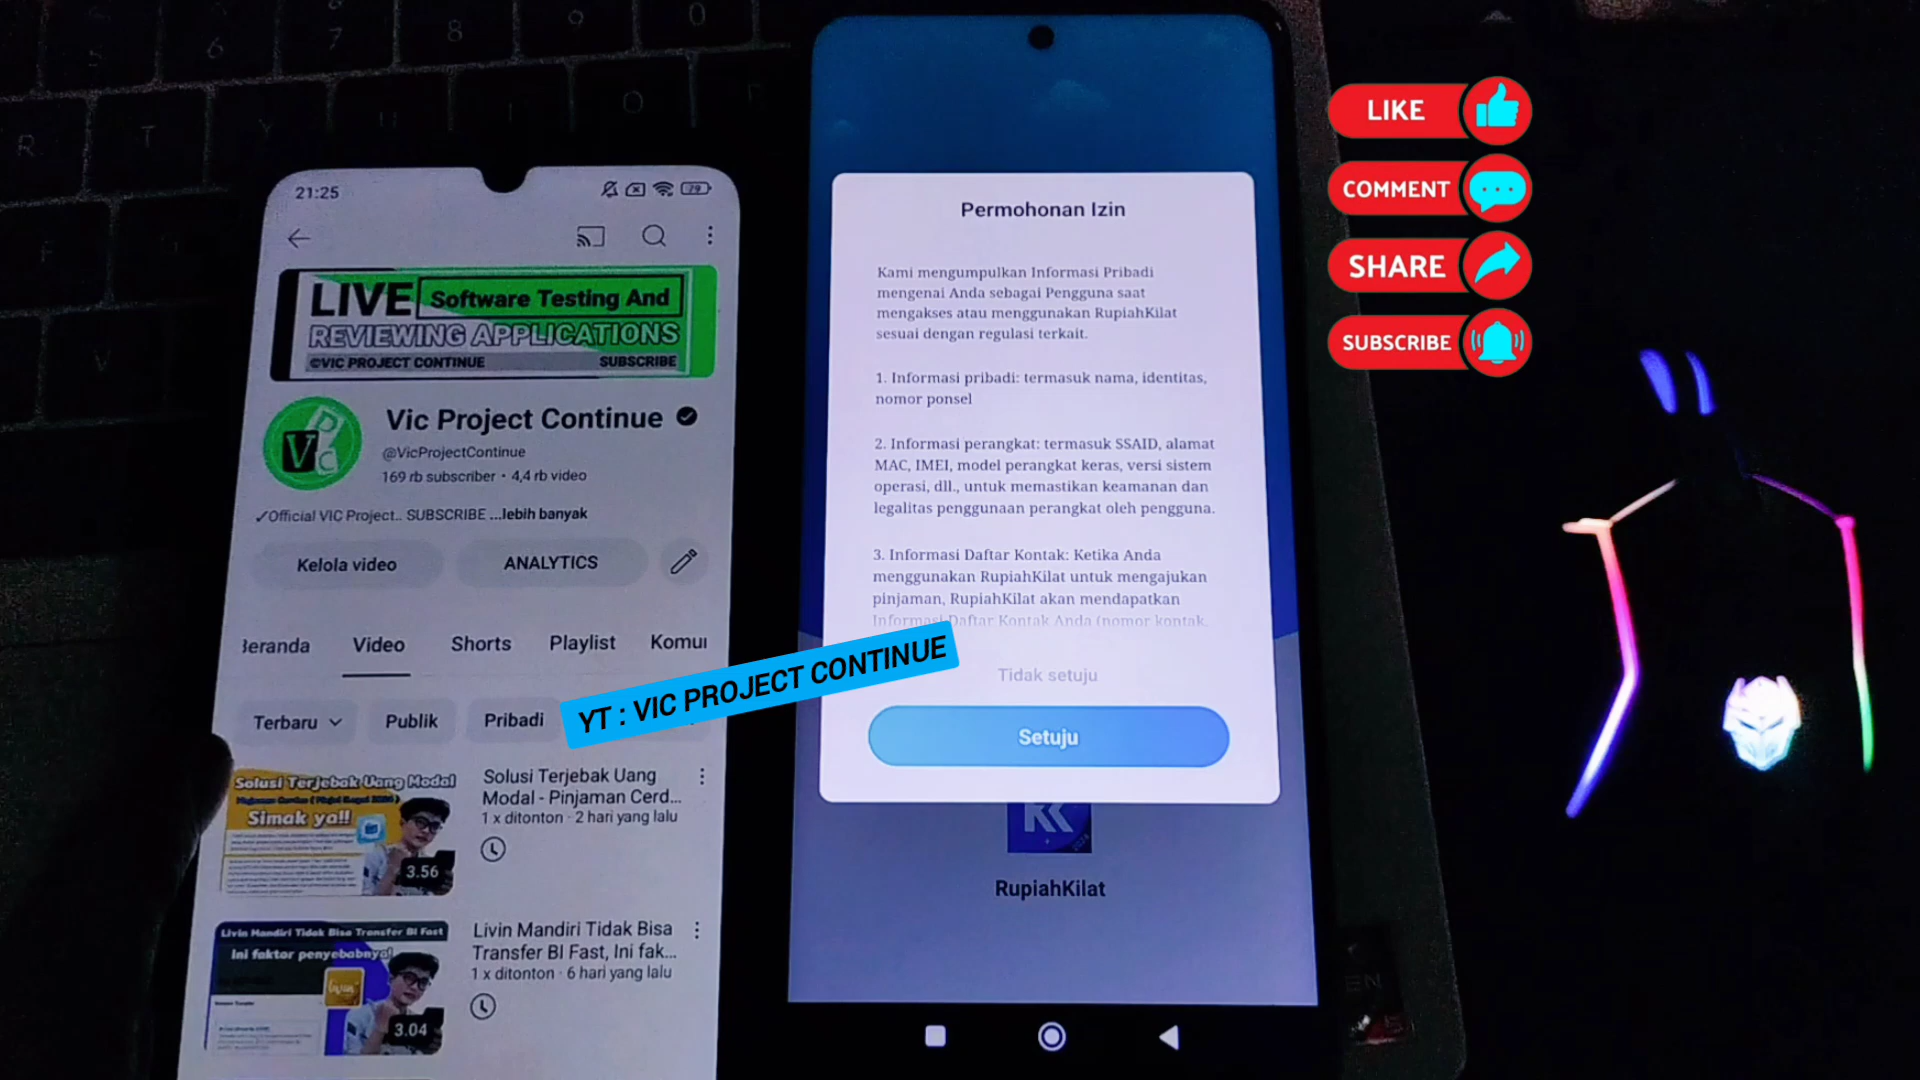 21:25
79
LIVE Software Testing And
REVIEWING APPLICATIONS
©VIC PROJECT CONTINUE SUBSCRIBE
Vic Project Continue
@VicProjectContinue
169 rb subscriber • 4,4 rb video
✓Official VIC Project.. SUBSCRIBE ...lebih banyak
Kelola video
ANALYTICS
Beranda Video Shorts Playlist Komu
Terbaru Publik Pribadi
Solusi Terjebak Uang Modal
Simak ya!!
3.56
Solusi Terjebak Uang
Modal - Pinjaman Cerd...
1 x ditonton · 2 hari yang lalu
Livin Mandiri Tidak Bisa Transfer BI Fast
Ini faktor penyebabnya!
3.04
Livin Mandiri Tidak Bisa
Transfer BI Fast, Ini fak...
1 x ditonton · 6 hari yang lalu
YT : VIC PROJECT CONTINUE
Permohonan Izin
Kami mengumpulkan Informasi Pribadi
mengenai Anda sebagai Pengguna saat
mengakses atau menggunakan RupiahKilat
sesuai dengan regulasi terkait.
1. Informasi pribadi: termasuk nama, identitas,
nomor ponsel
2. Informasi perangkat: termasuk SSAID, alamat
MAC, IMEI, model perangkat keras, versi sistem
operasi, dll., untuk memastikan keamanan dan
legalitas penggunaan perangkat oleh pengguna.
3. Informasi Daftar Kontak: Ketika Anda
menggunakan RupiahKilat untuk mengajukan
pinjaman, RupiahKilat akan mendapatkan
Informasi Daftar Kontak Anda (nomor kontak,
Tidak setuju
Setuju
RupiahKilat
LIKE
COMMENT
SHARE
SUBSCRIBE